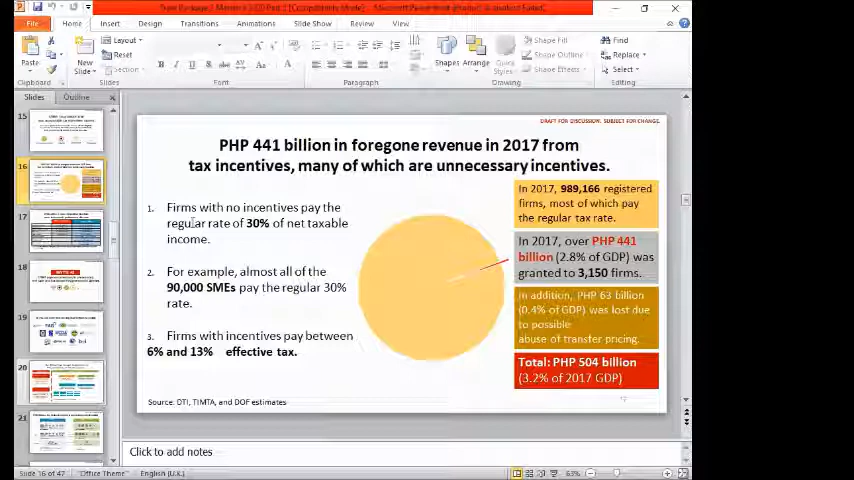 File Home Insert Design Transitions Animations Slide Show Review View
Paste
Clipboard
New
Slide
Layout
Reset
Section
Slides
Font
Paragraph
Shapes
Arrange
Quick
Styles
Shape Fill
Shape Outline
Shape Effects
Drawing
Find
Replace
Select
Editing
Slides Outline
15
16
17
18
19
20
21
DRAFT FOR DISCUSSION. SUBJECT FOR CHANGE.
PHP 441 billion in foregone revenue in 2017 from
tax incentives, many of which are unnecessary incentives.
1. Firms with no incentives pay the
regular rate of 30% of net taxable
income.
2. For example, almost all of the
90,000 SMEs pay the regular 30%
rate.
3. Firms with incentives pay between
6% and 13% effective tax.
In 2017, 989,166 registered
firms, most of which pay
the regular tax rate.
In 2017, over PHP 441
billion (2.8% of GDP) was
granted to 3,150 firms.
In addition, PHP 63 billion
(0.4% of GDP) was lost due
to possible
abuse of transfer pricing.
Total: PHP 504 billion
(3.2% of 2017 GDP)
Source: DTI, TIMTA, and DOF estimates
Click to add notes
Slide 16 of 47
"Office Theme"
English (U.K.)
63%